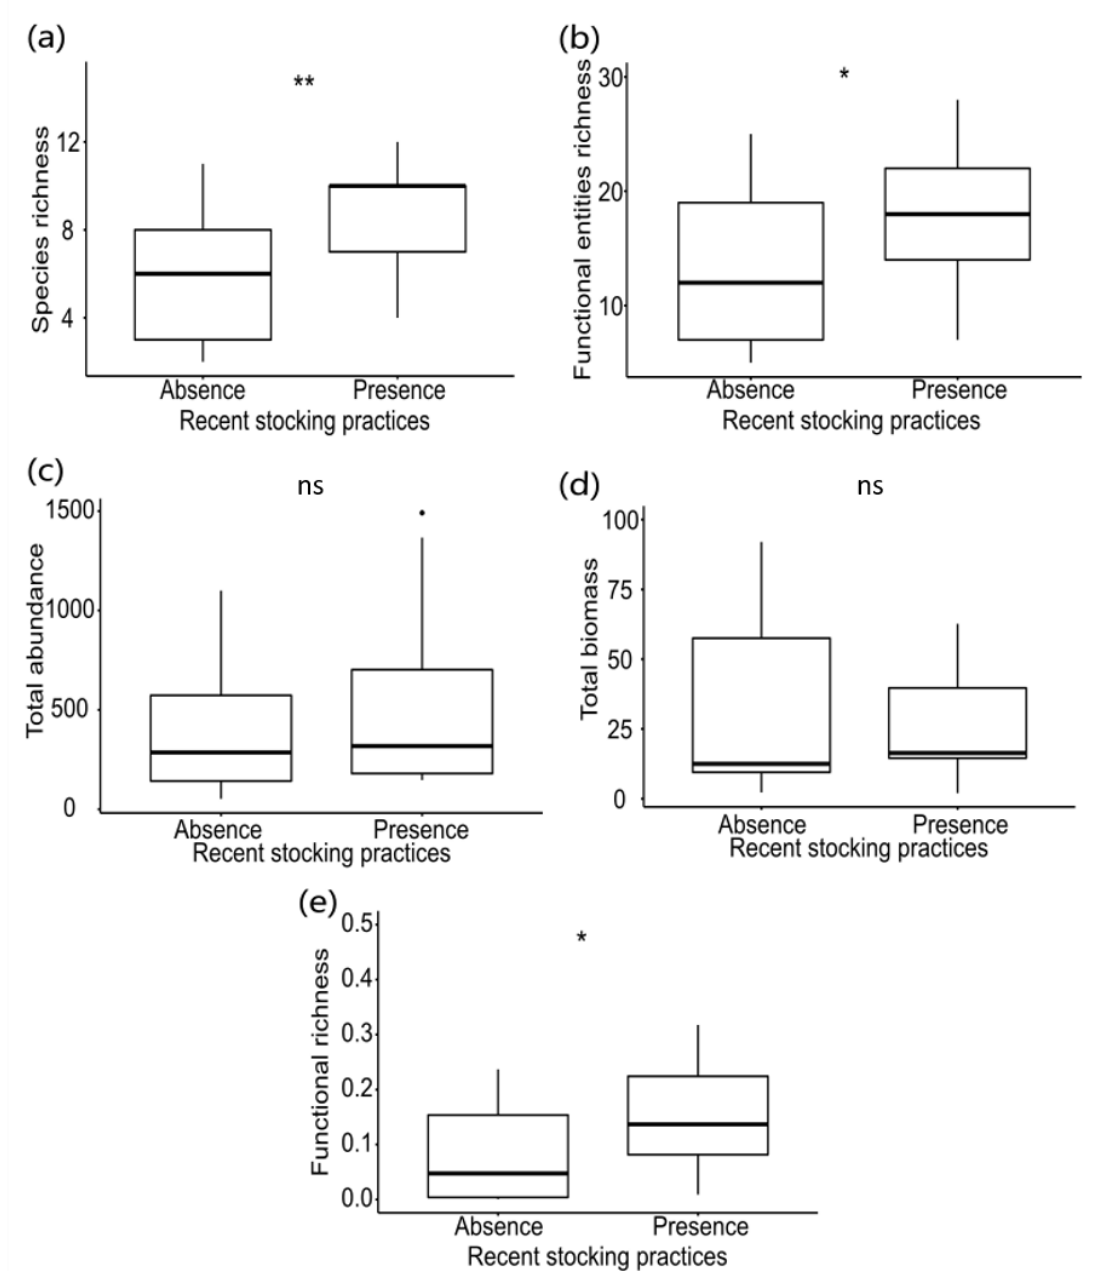 (a)
**
Species richness
12
8
4
Absence Presence
Recent stocking practices
(b)
*
Functional entities richness
30
20
10
Absence Presence
Recent stocking practices
(c)
ns
Total abundance
1500
1000
500
0
Absence Presence
Recent stocking practices
(d)
ns
Total biomass
100
75
50
25
0
Absence Presence
Recent stocking practices
(e)
*
Functional richness
0.5
0.4
0.3
0.2
0.1
0.0
Absence Presence
Recent stocking practices